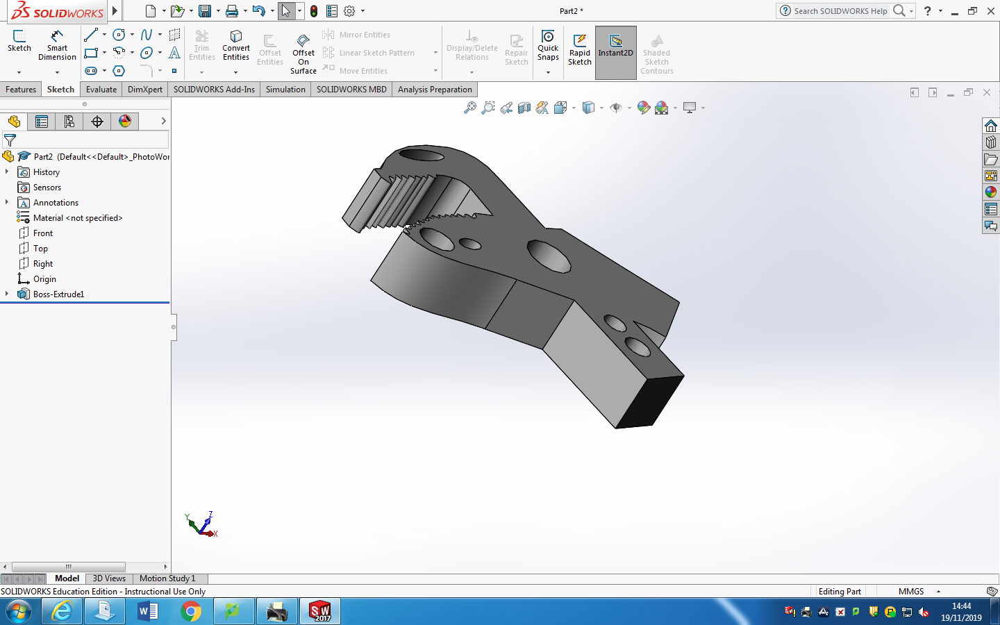 SOLIDWORKS
Part2 *
Search SOLIDWORKS Help
?
Sketch
Smart Dimension
Trim Entities
Convert Entities
Offset Entities
Offset On Surface
Mirror Entities
Linear Sketch Pattern
Move Entities
Display/Delete Relations
Repair Sketch
Quick Snaps
Rapid Sketch
Instant2D
Shaded Sketch Contours
Features
Sketch
Evaluate
DimXpert
SOLIDWORKS Add-Ins
Simulation
SOLIDWORKS MBD
Analysis Preparation
Part2 (Default<<Default>_PhotoWor
History
Sensors
Annotations
Material <not specified>
Front
Top
Right
Origin
Boss-Extrude1
Y
Z
X
Model
3D Views
Motion Study 1
SOLIDWORKS Education Edition - Instructional Use Only
Editing Part
MMGS
SW 2017
14:44
19/11/2019